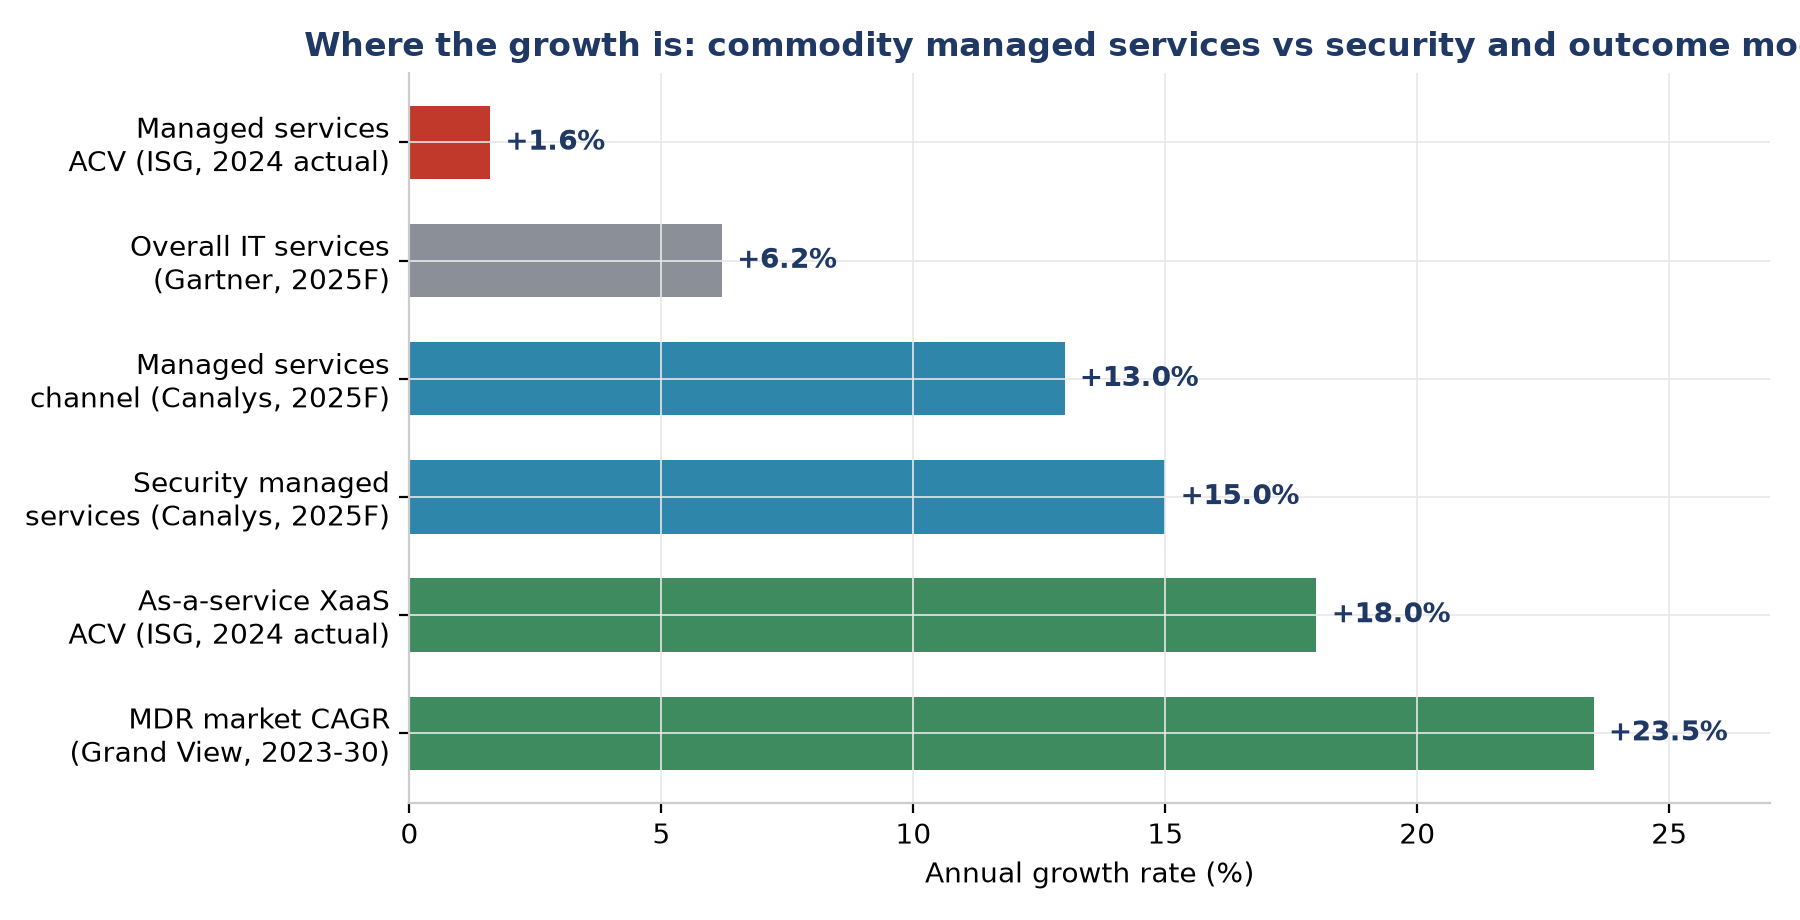 Where the growth is: commodity managed services vs security and outcome mo
Managed services
ACV (ISG, 2024 actual)
+1.6%
Overall IT services
(Gartner, 2025F)
+6.2%
Managed services
channel (Canalys, 2025F)
+13.0%
Security managed
services (Canalys, 2025F)
+15.0%
As-a-service XaaS
ACV (ISG, 2024 actual)
+18.0%
MDR market CAGR
(Grand View, 2023-30)
+23.5%
0 5 10 15 20 25
Annual growth rate (%)